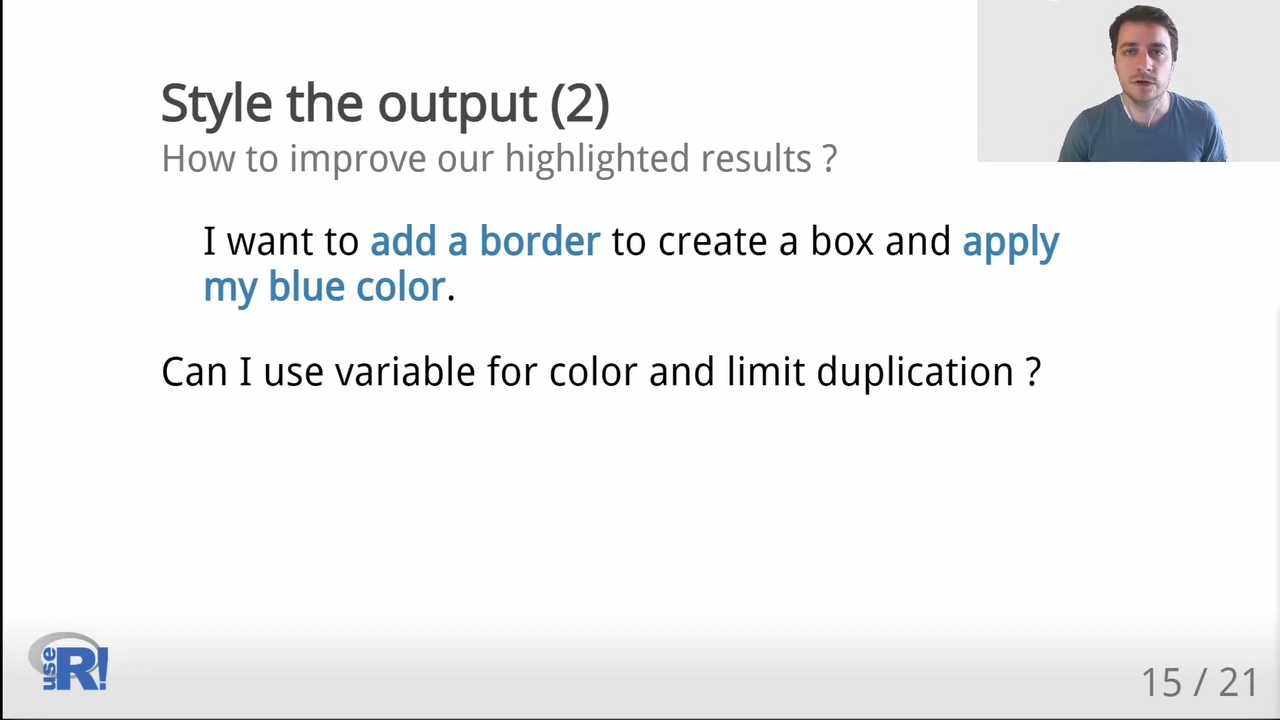 Style the output (2)
How to improve our highlighted results ?
I want to add a border to create a box and apply
my blue color.
Can I use variable for color and limit duplication ?
use R!
15 / 21